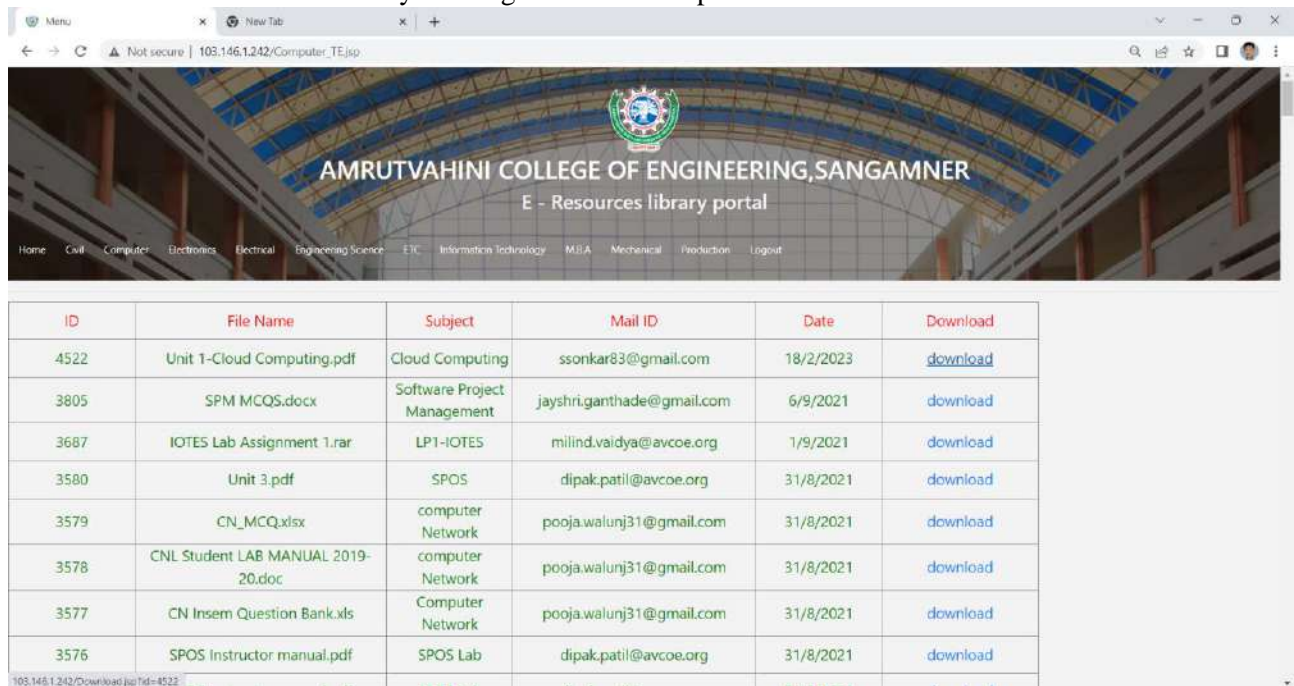 Menu
New Tab
Not secure | 103.146.1.242/Computer_TE.jsp
AMRUTVAHINI COLLEGE OF ENGINEERING,SANGAMNER
E - Resources library portal
Home Civil Computer Electronics Electrical Engineering Science ETC Information Technology M.B.A Mechanical Production Logout
ID File Name Subject Mail ID Date Download
4522 Unit 1-Cloud Computing.pdf Cloud Computing ssonkar83@gmail.com 18/2/2023 download
3805 SPM MCQS.docx Software Project Management jayshri.ganthade@gmail.com 6/9/2021 download
3687 IOTES Lab Assignment 1.rar LP1-IOTES milind.vaidya@avcoe.org 1/9/2021 download
3580 Unit 3.pdf SPOS dipak.patil@avcoe.org 31/8/2021 download
3579 CN_MCQ.xlsx computer Network pooja.walunj31@gmail.com 31/8/2021 download
3578 CNL Student LAB MANUAL 2019-20.doc computer Network pooja.walunj31@gmail.com 31/8/2021 download
3577 CN Insem Question Bank.xls Computer Network pooja.walunj31@gmail.com 31/8/2021 download
3576 SPOS Instructor manual.pdf SPOS Lab dipak.patil@avcoe.org 31/8/2021 download
103.146.1.242/Download.jsp?id=4522